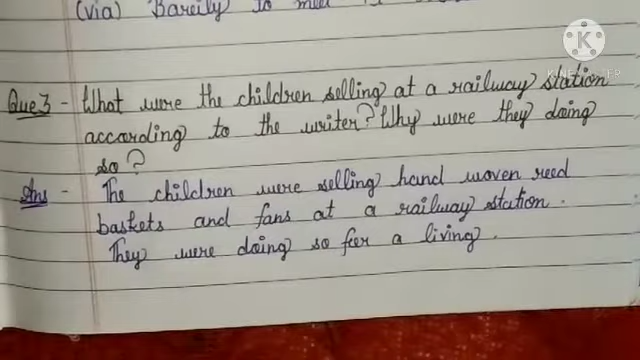 (via) Bareily to
KINEMASTER
Que 3 - What were the children selling at a railway station
according to the writer? Why were they doing
so?
Ans - The children were selling hand woven reed
baskets and fans at a railway station.
They were doing so for a living.